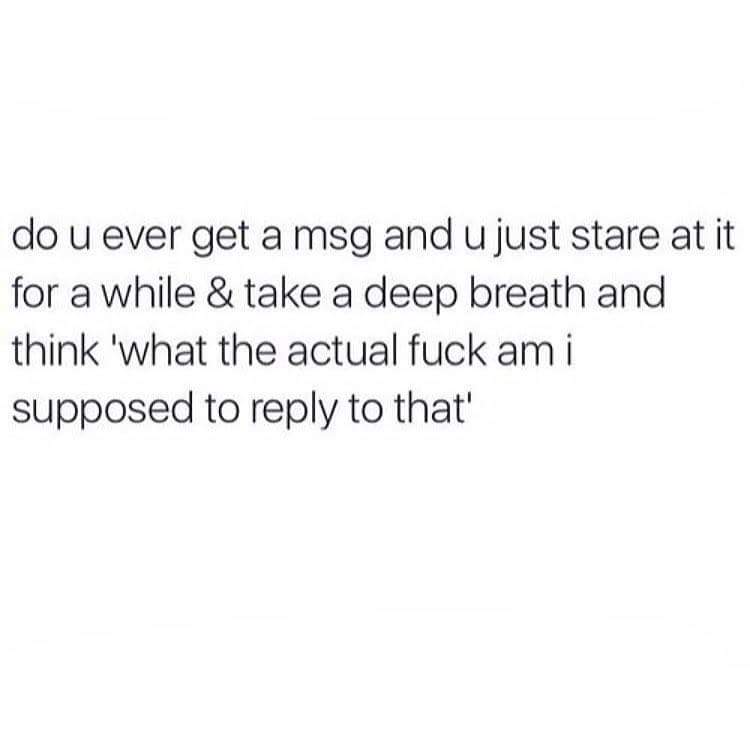 do u ever get a msg and u just stare at it
for a while & take a deep breath and
think 'what the actual fuck am i
supposed to reply to that'